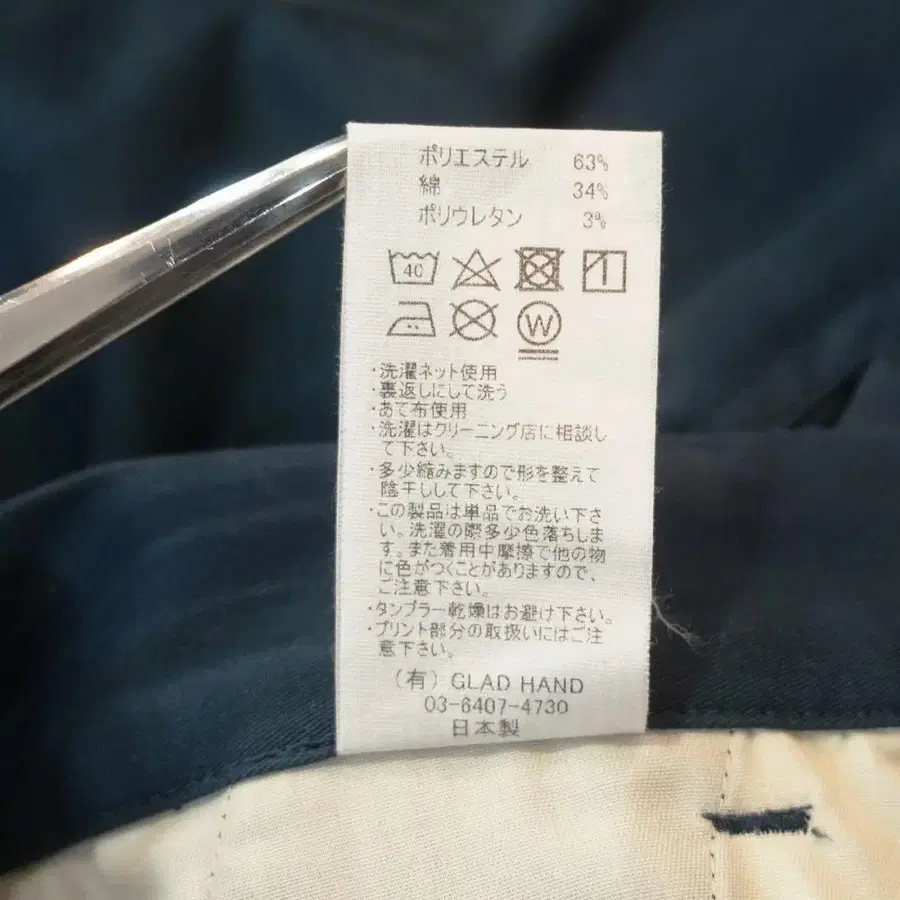 ポリエステル 63%
綿 34%
ポリウレタン 3%
40
W
・洗濯ネット使用
・裏返しにして洗う
・あて布使用
・洗濯はクリーニング店に相談し
て下さい。
・多少縮みますので形を整えて
陰干しして下さい。
・この製品は単品でお洗い下さ
い。洗濯の際多少色落ちしま
す。また着用中摩擦で他の物
に色がつくことがありますので、
ご注意下さい。
・タンブラー乾燥はお避け下さい。
・プリント部分の取扱いにはご注
意下さい。
(有) GLAD HAND
03-6407-4730
日本製